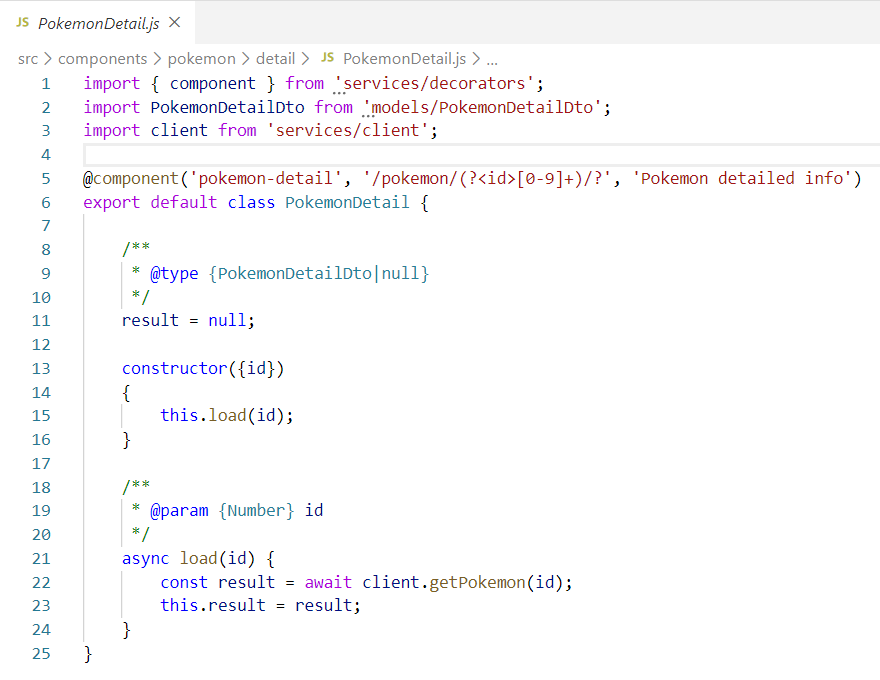 JS PokemonDetail.js ×
src > components > pokemon > detail > JS PokemonDetail.js > ...
1 import { component } from 'services/decorators';
2 import PokemonDetailDto from 'models/PokemonDetailDto';
3 import client from 'services/client';
4
5 @component('pokemon-detail', '/pokemon/(?<id>[0-9]+)/?', 'Pokemon detailed info')
6 export default class PokemonDetail {
7
8     /**
9      * @type {PokemonDetailDto|null}
10      */
11     result = null;
12
13     constructor({id})
14     {
15         this.load(id);
16     }
17
18     /**
19      * @param {Number} id
20      */
21     async load(id) {
22         const result = await client.getPokemon(id);
23         this.result = result;
24     }
25 }